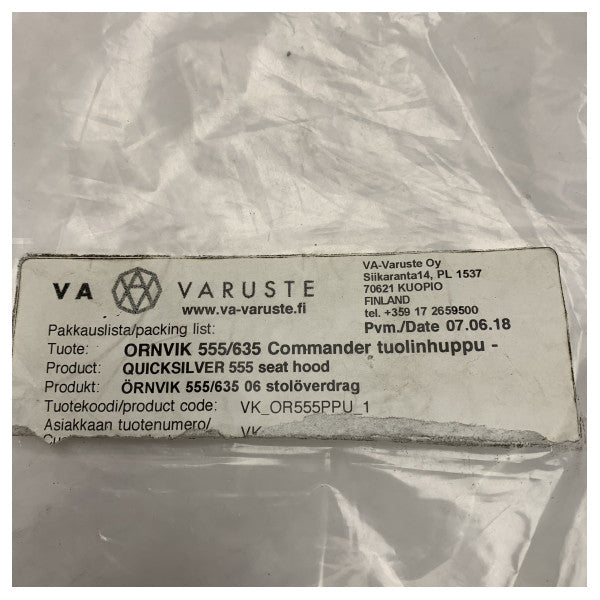 VA VARUSTE
www.va-varuste.fi
VA-Varuste Oy
Siikaranta14, PL 1537
70621 KUOPIO
FINLAND
tel. +359 17 2659500
Pakkauslista/packing list:
Pvm./Date 07.06.18
Tuote: ORNVIK 555/635 Commander tuolinhuppu -
Product: QUICKSILVER 555 seat hood
Produkt: ÖRNVIK 555/635 06 stolöverdrag
Tuotekoodi/product code: VK_OR555PPU_1
Asiakkaan tuotenumero/ VK